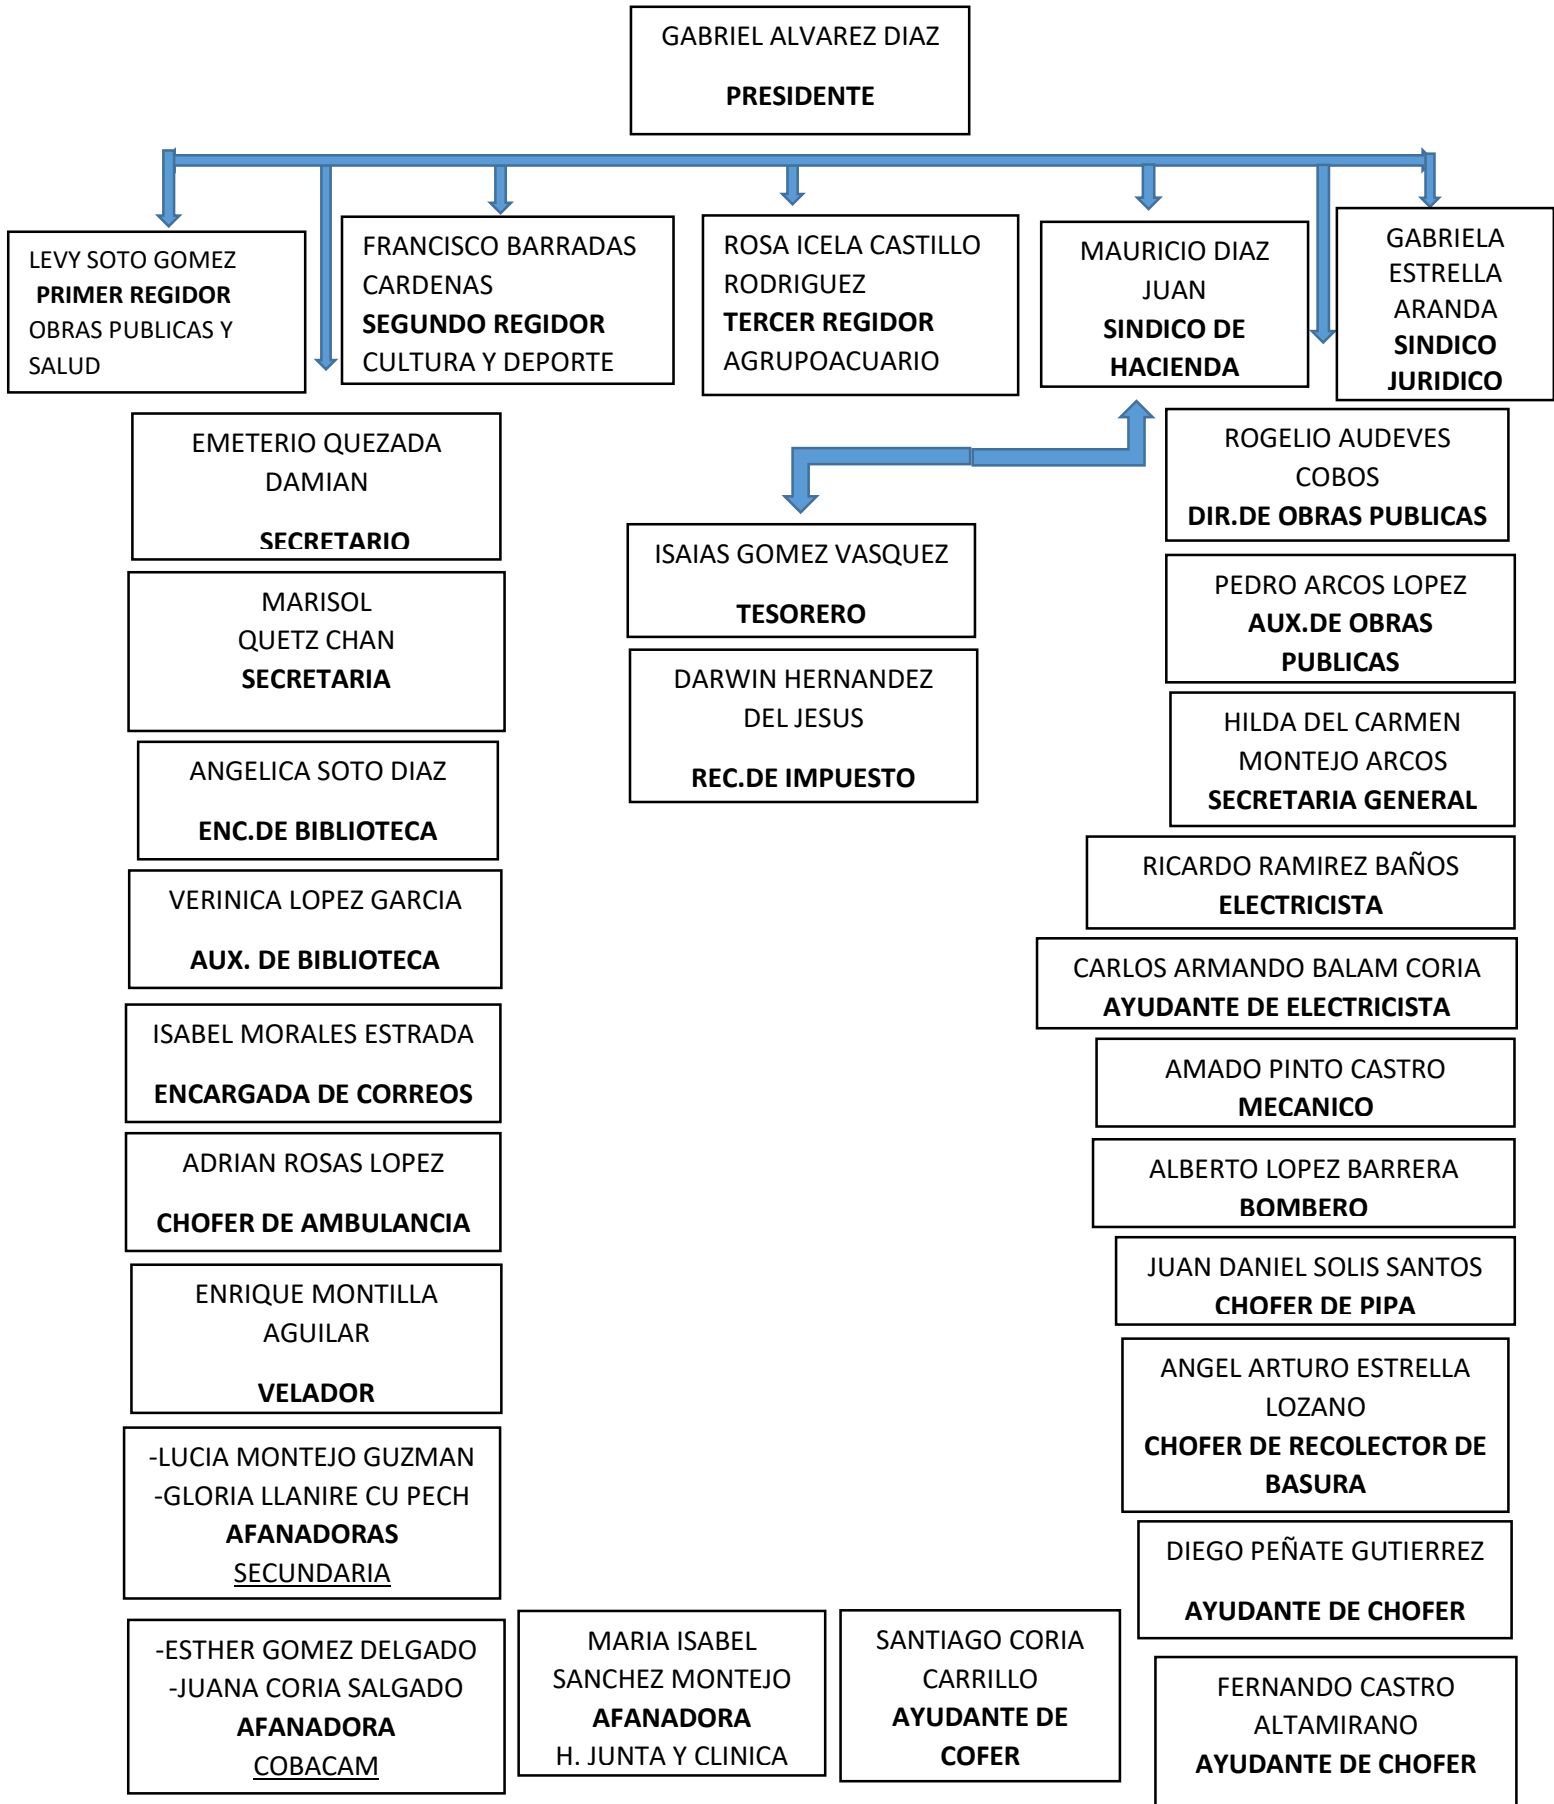 GABRIEL ALVAREZ DIAZ
PRESIDENTE
LEVY SOTO GOMEZ
PRIMER REGIDOR
OBRAS PUBLICAS Y
SALUD
FRANCISCO BARRADAS
CARDENAS
SEGUNDO REGIDOR
CULTURA Y DEPORTE
ROSA ICELA CASTILLO
RODRIGUEZ
TERCER REGIDOR
AGRUPOACUARIO
MAURICIO DIAZ
JUAN
SINDICO DE
HACIENDA
GABRIELA
ESTRELLA
ARANDA
SINDICO
JURIDICO
EMETERIO QUEZADA
DAMIAN
SECRETARIO
MARISOL
QUETZ CHAN
SECRETARIA
ANGELICA SOTO DIAZ
ENC.DE BIBLIOTECA
VERINICA LOPEZ GARCIA
AUX. DE BIBLIOTECA
ISABEL MORALES ESTRADA
ENCARGADA DE CORREOS
ADRIAN ROSAS LOPEZ
CHOFER DE AMBULANCIA
ENRIQUE MONTILLA
AGUILAR
VELADOR
-LUCIA MONTEJO GUZMAN
-GLORIA LLANIRE CU PECH
AFANADORAS
SECUNDARIA
-ESTHER GOMEZ DELGADO
-JUANA CORIA SALGADO
AFANADORA
COBACAM
ISAIAS GOMEZ VASQUEZ
TESORERO
DARWIN HERNANDEZ
DEL JESUS
REC.DE IMPUESTO
MARIA ISABEL
SANCHEZ MONTEJO
AFANADORA
H. JUNTA Y CLINICA
SANTIAGO CORIA
CARRILLO
AYUDANTE DE
COFER
ROGELIO AUDEVES
COBOS
DIR.DE OBRAS PUBLICAS
PEDRO ARCOS LOPEZ
AUX.DE OBRAS
PUBLICAS
HILDA DEL CARMEN
MONTEJO ARCOS
SECRETARIA GENERAL
RICARDO RAMIREZ BAÑOS
ELECTRICISTA
CARLOS ARMANDO BALAM CORIA
AYUDANTE DE ELECTRICISTA
AMADO PINTO CASTRO
MECANICO
ALBERTO LOPEZ BARRERA
BOMBERO
JUAN DANIEL SOLIS SANTOS
CHOFER DE PIPA
ANGEL ARTURO ESTRELLA
LOZANO
CHOFER DE RECOLECTOR DE
BASURA
DIEGO PEÑATE GUTIERREZ
AYUDANTE DE CHOFER
FERNANDO CASTRO
ALTAMIRANO
AYUDANTE DE CHOFER